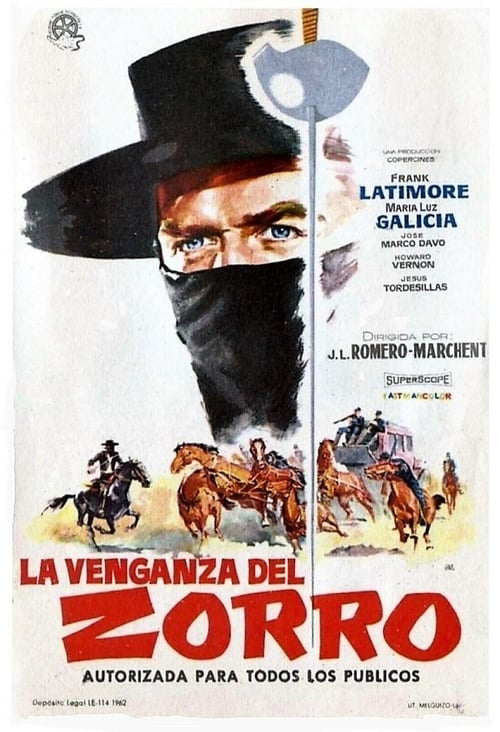 UNA PRODUCCION
COPERCINES
FRANK
LATIMORE
MARIA LUZ
GALICIA
JOSE
MARCO DAVO
HOWARD
VERNON
JESUS
TORDESILLAS
DIRIGIDA POR:
J.L. ROMERO-MARCHENT
SUPERSCOPE
EASTMANCOLOR
LA VENGANZA DEL
ZORRO
AUTORIZADA PARA TODOS LOS PUBLICOS
Depósito Legal LE-114 1962
LIT. MELGUIZO-